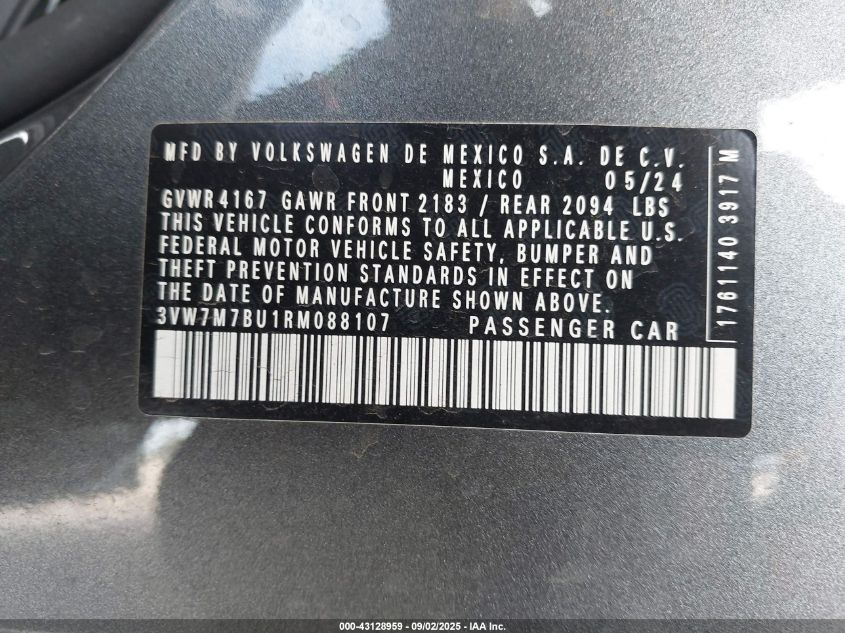 MFD BY VOLKSWAGEN DE MEXICO S.A. DE C.V.
MEXICO 05/24
GVWR 4167 GAWR FRONT 2183 / REAR 2094 LBS
THIS VEHICLE CONFORMS TO ALL APPLICABLE U.S.
FEDERAL MOTOR VEHICLE SAFETY, BUMPER AND
THEFT PREVENTION STANDARDS IN EFFECT ON
THE DATE OF MANUFACTURE SHOWN ABOVE.
3VW7M7BU1RM088107 PASSENGER CAR
1761140 3917 M
000-43128959 - 09/02/2025 - IAA Inc.